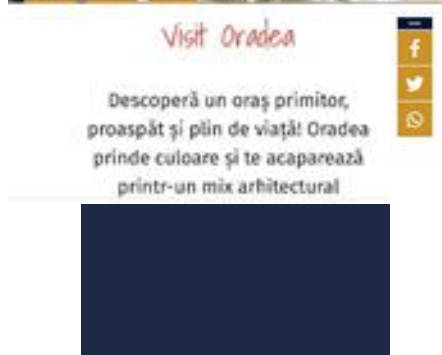 Visit Oradea
Descoperă un oraș primitor,
proaspăt și plin de viață! Oradea
prinde culoare și te acaparează
printr-un mix arhitectural